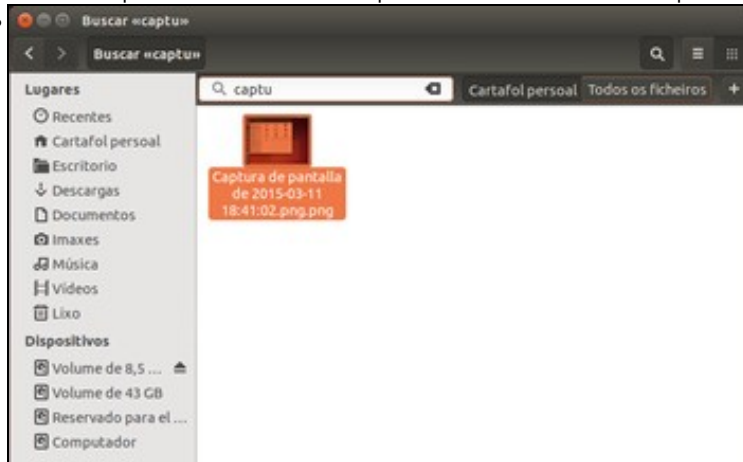 Buscar «captu»
Buscar «captu»
Lugares
Recentes
Cartafol persoal
Escritorio
Descargas
Documentos
Imaxes
Música
Vídeos
Lixo
Dispositivos
Volume de 8,5 ...
Volume de 43 GB
Reservado para el ...
Computador
captu
Cartafol persoal
Todos os ficheiros
+
Captura de pantalla
de 2015-03-11
18:41:02.png.png